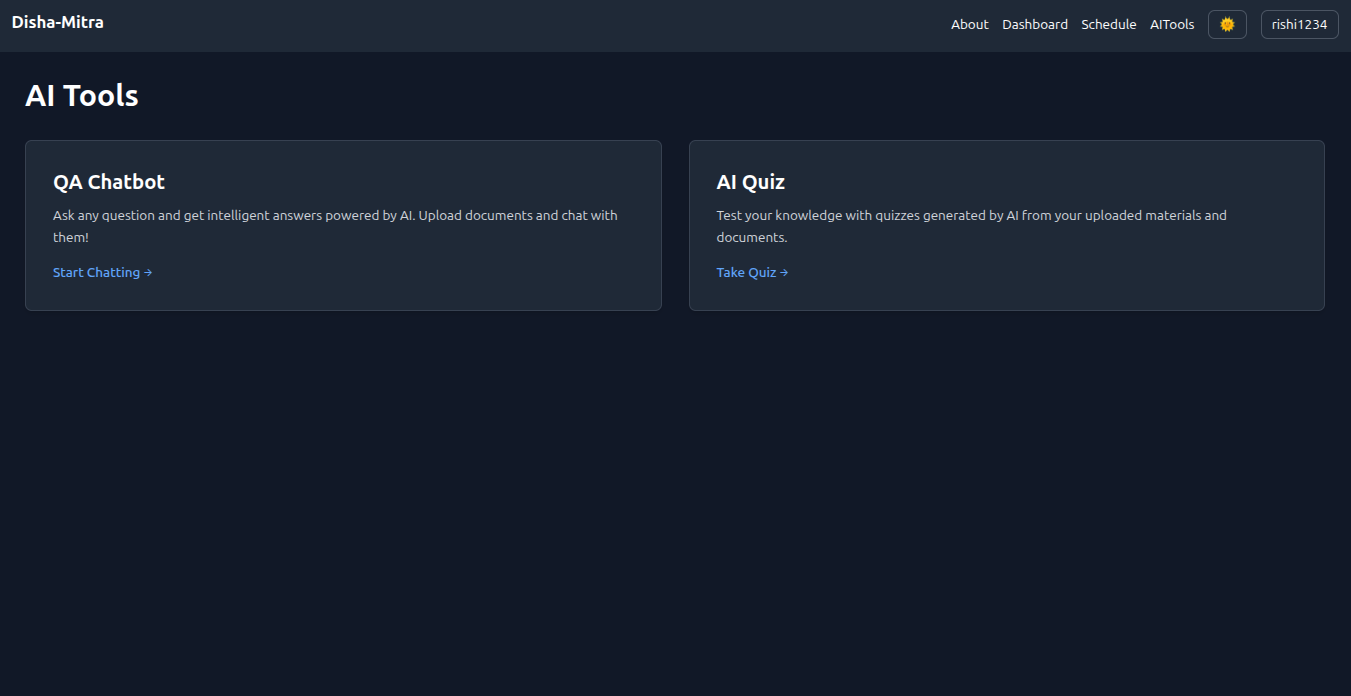 Disha-Mitra
About Dashboard Schedule AITools 🌞 rishi1234
AI Tools
QA Chatbot
Ask any question and get intelligent answers powered by AI. Upload documents and chat with
them!
Start Chatting →
AI Quiz
Test your knowledge with quizzes generated by AI from your uploaded materials and
documents.
Take Quiz →